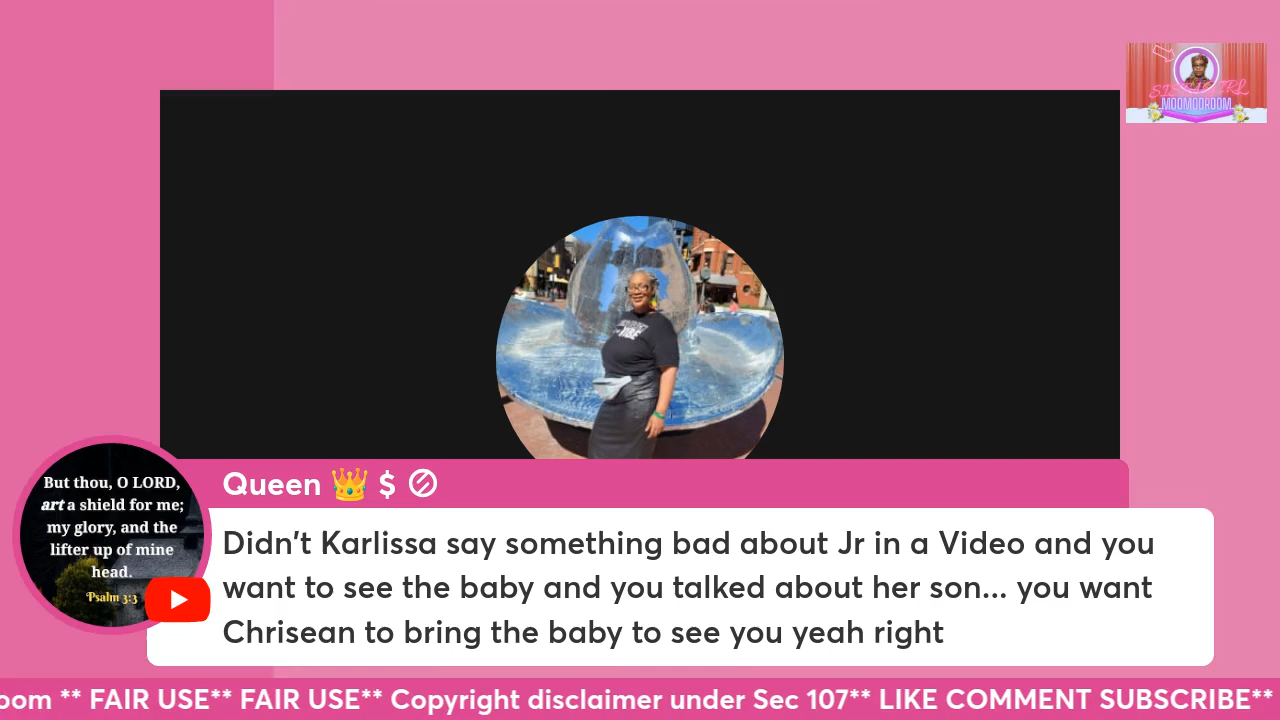 SISTAGIRL
MOOMOOROOM
VIBE
Queen 👑 $
But thou, O LORD,
art a shield for me;
my glory, and the
lifter up of mine
head.
Psalm 3:3
Didn't Karlissa say something bad about Jr in a Video and you
want to see the baby and you talked about her son... you want
Chrisean to bring the baby to see you yeah right
oom ** FAIR USE** FAIR USE** Copyright disclaimer under Sec 107** LIKE COMMENT SUBSCRIBE**